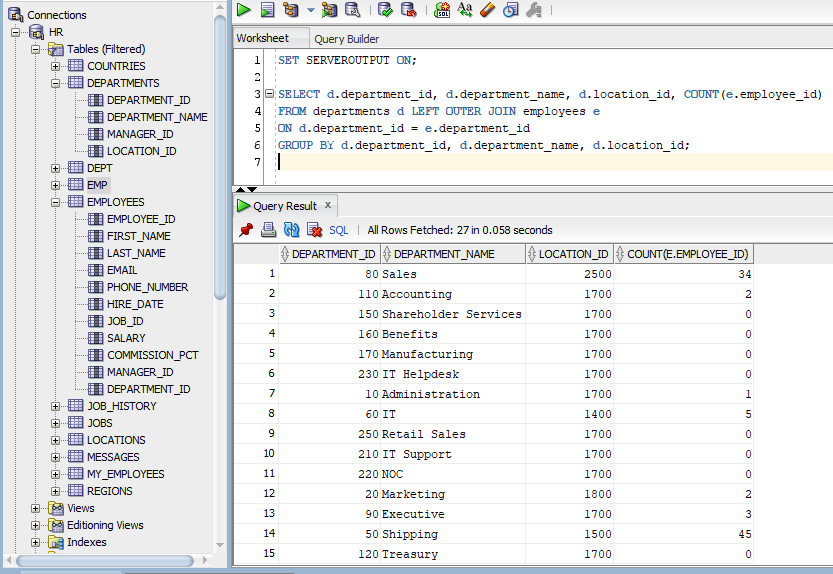 Connections
HR
Tables (Filtered)
COUNTRIES
DEPARTMENTS
DEPARTMENT_ID
DEPARTMENT_NAME
MANAGER_ID
LOCATION_ID
DEPT
EMP
EMPLOYEES
EMPLOYEE_ID
FIRST_NAME
LAST_NAME
EMAIL
PHONE_NUMBER
HIRE_DATE
JOB_ID
SALARY
COMMISSION_PCT
MANAGER_ID
DEPARTMENT_ID
JOB_HISTORY
JOBS
LOCATIONS
MESSAGES
MY_EMPLOYEES
REGIONS
Views
Editioning Views
Indexes
Worksheet Query Builder
1 SET SERVEROUTPUT ON;
2
3 SELECT d.department_id, d.department_name, d.location_id, COUNT(e.employee_id)
4 FROM departments d LEFT OUTER JOIN employees e
5 ON d.department_id = e.department_id
6 GROUP BY d.department_id, d.department_name, d.location_id;
7
Query Result x
SQL | All Rows Fetched: 27 in 0.058 seconds
DEPARTMENT_ID DEPARTMENT_NAME LOCATION_ID COUNT(E.EMPLOYEE_ID)
1 80 Sales 2500 34
2 110 Accounting 1700 2
3 150 Shareholder Services 1700 0
4 160 Benefits 1700 0
5 170 Manufacturing 1700 0
6 230 IT Helpdesk 1700 0
7 10 Administration 1700 1
8 60 IT 1400 5
9 250 Retail Sales 1700 0
10 210 IT Support 1700 0
11 220 NOC 1700 0
12 20 Marketing 1800 2
13 90 Executive 1700 3
14 50 Shipping 1500 45
15 120 Treasury 1700 0